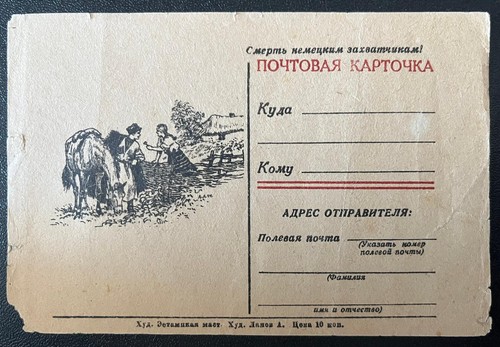 Смерть немецким захватчикам!
ПОЧТОВАЯ КАРТОЧКА
Куда
Кому
АДРЕС ОТПРАВИТЕЛЯ:
Полевая почта
(Указать номер
полевой почты)
(Фамилия
имя и отчество)
Худ. Эстампная маст. Худ. Лапов А. Цена 10 коп.